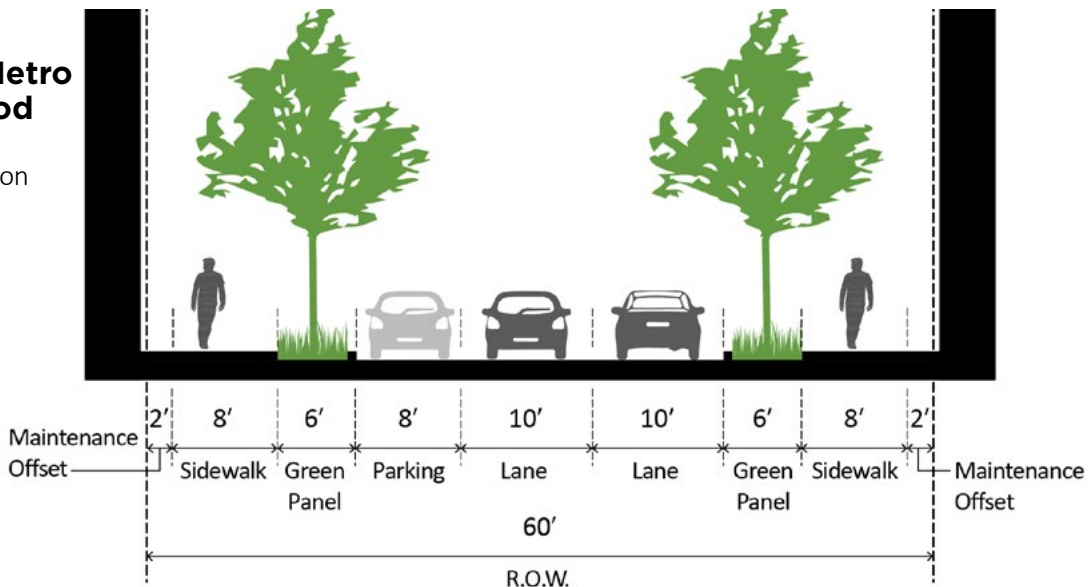 letro
od
on
2' 8' 6' 8' 10' 10' 6' 8' 2'
Maintenance
Offset
Sidewalk Green Parking Lane Lane Green Sidewalk
Panel Panel
Maintenance
Offset
60'
R.O.W.